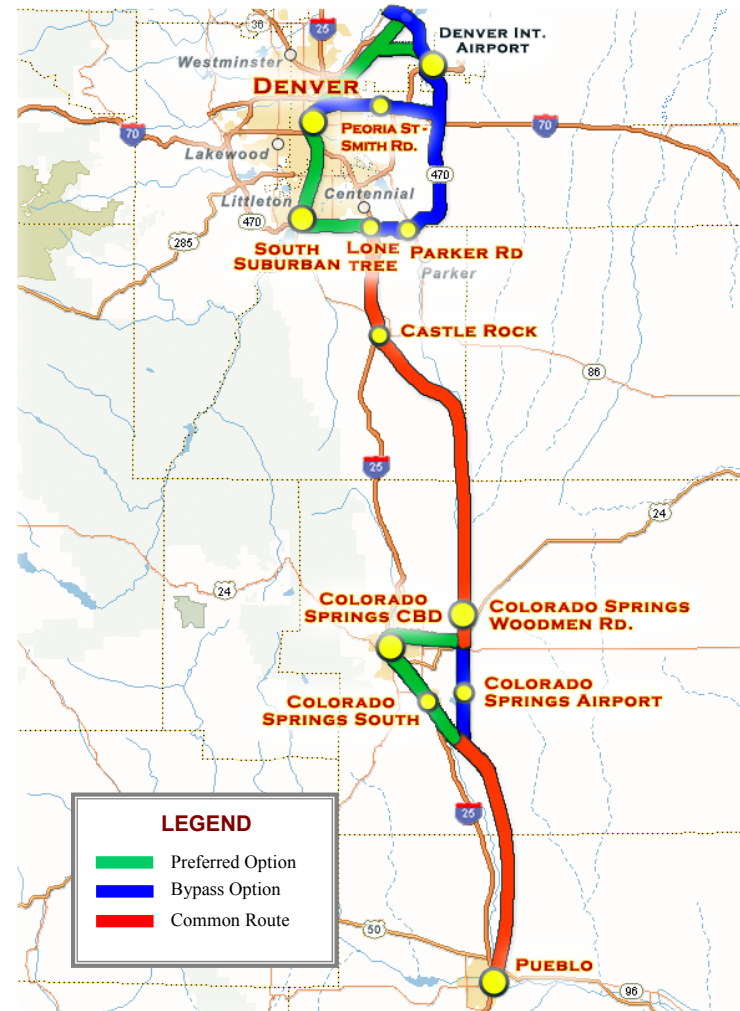 36
25
DENVER INT.
AIRPORT
Westminster
DENVER
PEORIA ST-
SMITH RD.
70
70
Lakewood
470
Centennial
Littleton
470
285
SOUTH
SUBURBAN
LONE
TREE
PARKER RD
Parker
CASTLE ROCK
86
25
24
24
COLORADO
SPRINGS CBD
COLORADO SPRINGS
WOODMEN RD.
COLORADO
SPRINGS AIRPORT
COLORADO
SPRINGS SOUTH
25
LEGEND
Preferred Option
Bypass Option
Common Route
50
PUEBLO
96